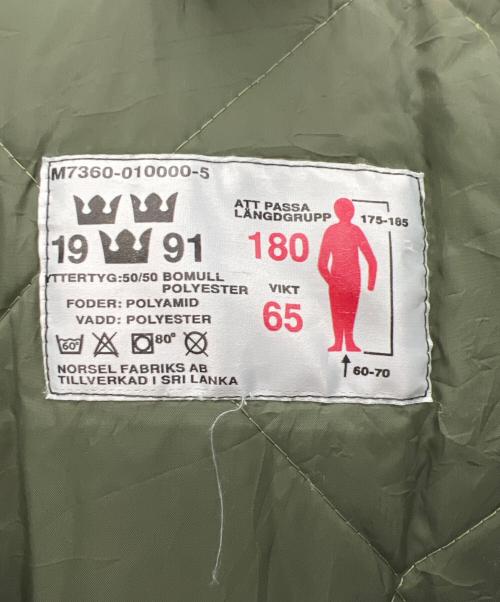 M7360-010000-5
19 91
YTTERTYG:50/50 BOMULL
POLYESTER
FODER: POLYAMID
VADD: POLYESTER
60° 80°
NORSEL FABRIKS AB
TILLVERKAD I SRI LANKA
ATT PASSA
LÄNGDGRUPP
180
VIKT
65
175-185
60-70